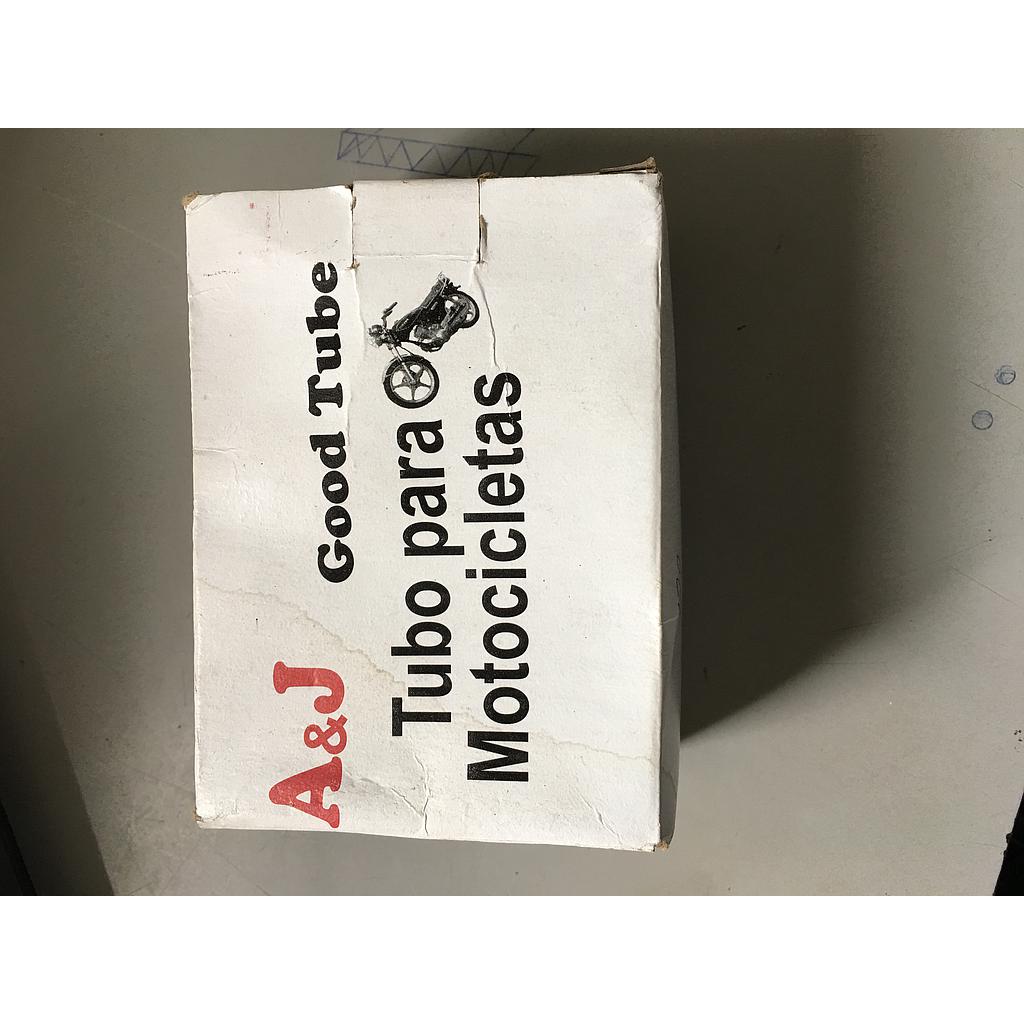 A&J
Good Tube
Tubo para
Motocicletas